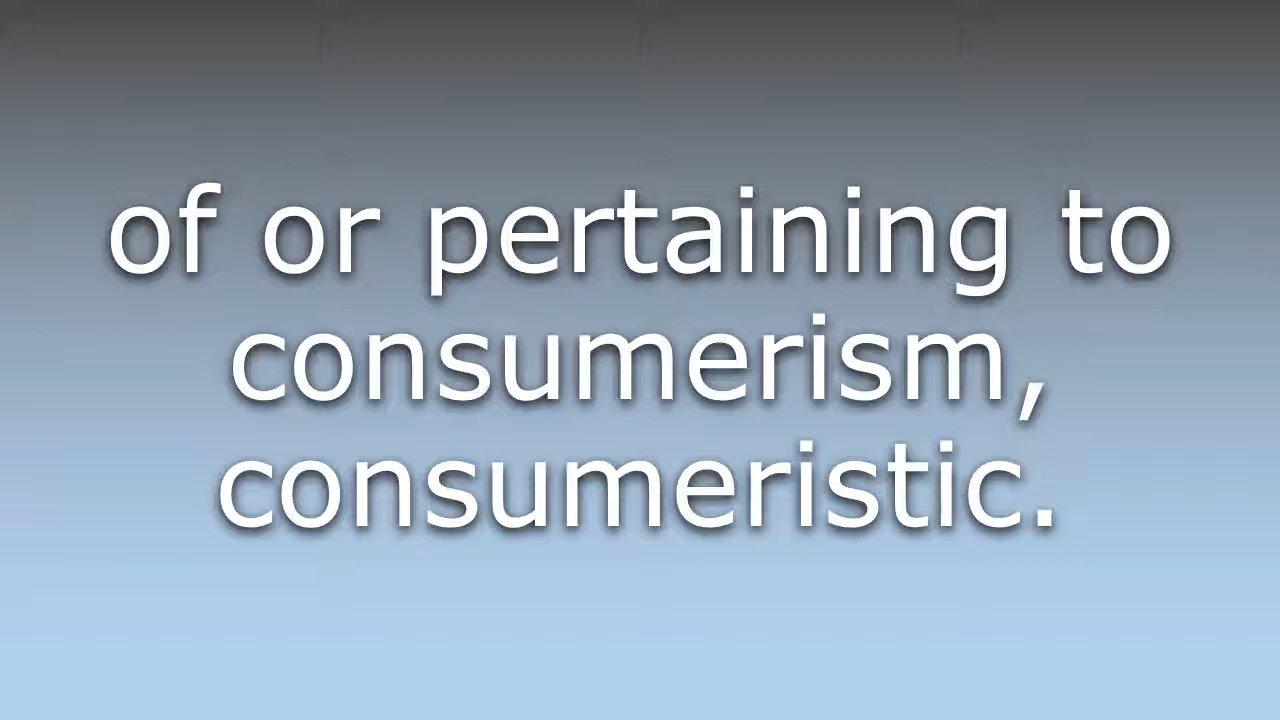 of or pertaining to
consumerism,
consumeristic.